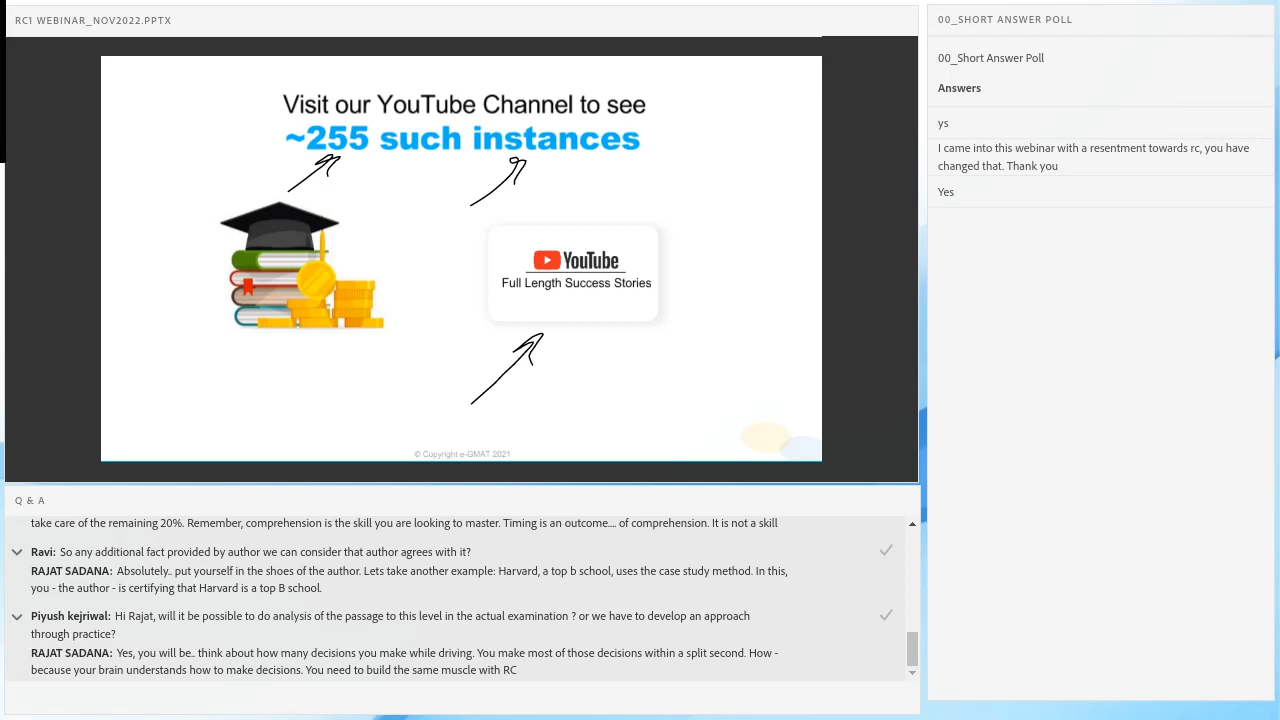 RC1 WEBINAR_NOV2022.PPTX
Visit our YouTube Channel to see
~255 such instances
YouTube
Full Length Success Stories
© Copyright e-GMAT 2021
Q & A
take care of the remaining 20%. Remember, comprehension is the skill you are looking to master. Timing is an outcome.... of comprehension. It is not a skill
Ravi: So any additional fact provided by author we can consider that author agrees with it?
RAJAT SADANA: Absolutely.. put yourself in the shoes of the author. Lets take another example: Harvard, a top b school, uses the case study method. In this,
you - the author - is certifying that Harvard is a top B school.
Piyush kejriwal: Hi Rajat, will it be possible to do analysis of the passage to this level in the actual examination ? or we have to develop an approach
through practice?
RAJAT SADANA: Yes, you will be.. think about how many decisions you make while driving. You make most of those decisions within a split second. How -
because your brain understands how to make decisions. You need to build the same muscle with RC
00_SHORT ANSWER POLL
00_Short Answer Poll
Answers
ys
I came into this webinar with a resentment towards rc, you have
changed that. Thank you
Yes